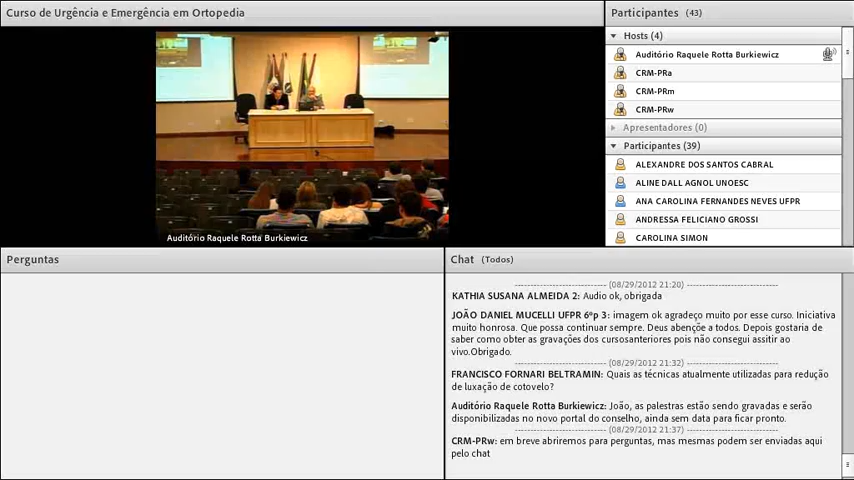 Curso de Urgência e Emergência em Ortopedia
Auditório Raquele Rotta Burkiewicz
Participantes (43)
Hosts (4)
Auditório Raquele Rotta Burkiewicz
CRM-PRa
CRM-PRm
CRM-PRw
Apresentadores (0)
Participantes (39)
ALEXANDRE DOS SANTOS CABRAL
ALINE DALL AGNOL UNOESC
ANA CAROLINA FERNANDES NEVES UFPR
ANDRESSA FELICIANO GROSSI
CAROLINA SIMON
Perguntas
Chat (Todos)
(08/29/2012 21:20)
KATHIA SUSANA ALMEIDA 2: Audio ok, obrigada
JOÃO DANIEL MUCELLI UFPR 6ºp 3: imagem ok agradeço muito por esse curso. Iniciativa
muito honrosa. Que possa continuar sempre. Deus abençõe a todos. Depois gostaria de
saber como obter as gravações dos cursosanteriores pois não consegui assitir ao
vivo.Obrigado.
(08/29/2012 21:32)
FRANCISCO FORNARI BELTRAMIN: Quais as técnicas atualmente utilizadas para redução
de luxação de cotovelo?
Auditório Raquele Rotta Burkiewicz: João, as palestras estão sendo gravadas e serão
disponibilizadas no novo portal do conselho, ainda sem data para ficar pronto.
(08/29/2012 21:37)
CRM-PRw: em breve abriremos para perguntas, mas mesmas podem ser enviadas aqui
pelo chat